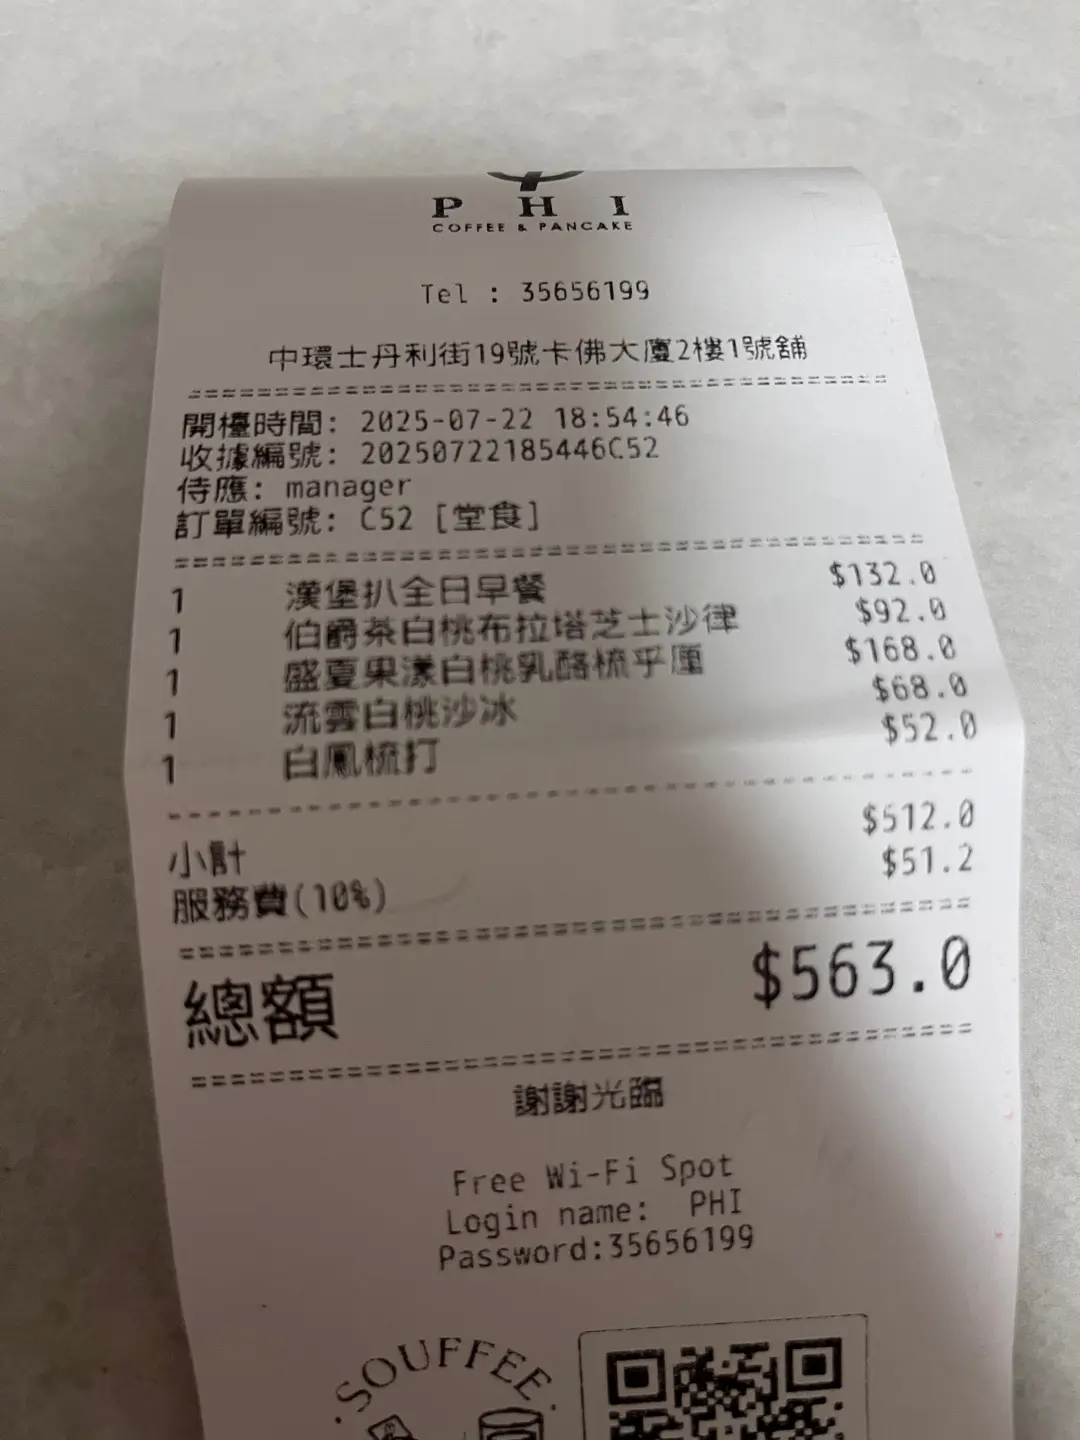 PHI
COFFEE & PANCAKE
Tel : 35656199
中環士丹利街19號卡佛大廈2樓1號舖
開檯時間: 2025-07-22 18:54:46
收據編號: 20250722185446C52
侍應: manager
訂單編號: C52 [堂食]
1 漢堡扒全日早餐 $132.0
1 伯爵茶白桃布拉塔芝士沙律 $92.0
1 盛夏果漾白桃乳酪梳乎厘 $168.0
1 流雲白桃沙冰 $68.0
1 白鳳梳打 $52.0
小計 $512.0
服務費(10%) $51.2
總額 $563.0
謝謝光臨
Free Wi-Fi Spot
Login name: PHI
Password:35656199
SOUFFEE